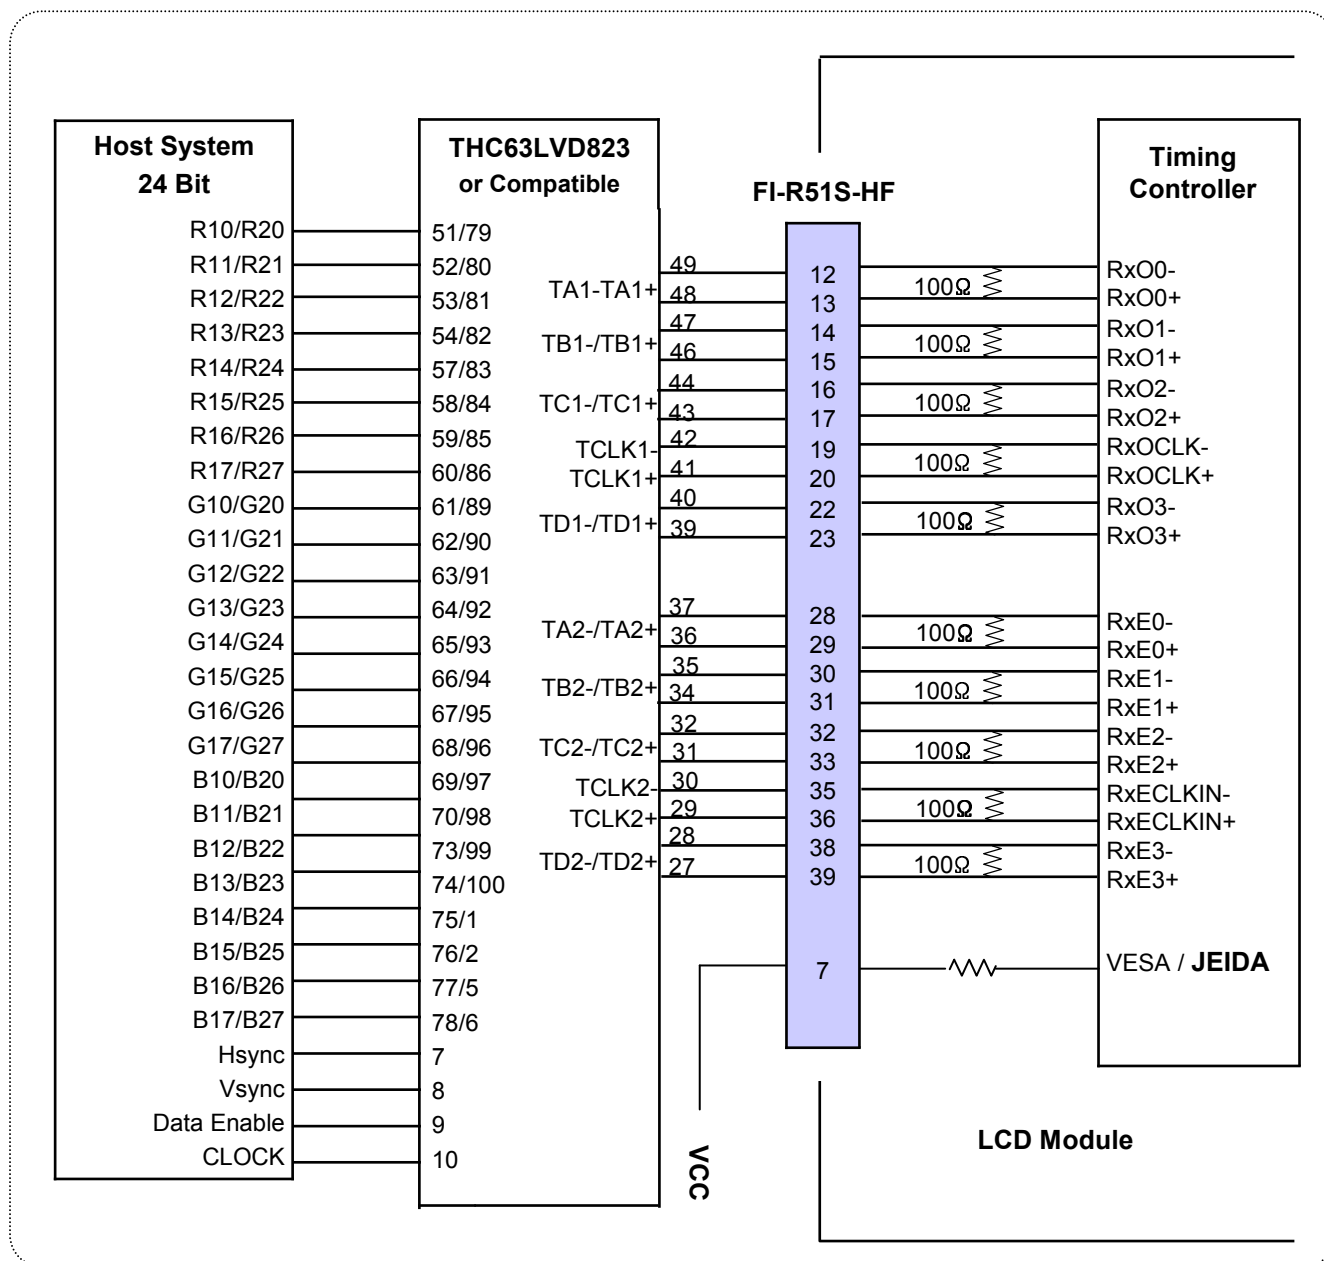 Host System
24 Bit
R10/R20
R11/R21
R12/R22
R13/R23
R14/R24
R15/R25
R16/R26
R17/R27
G10/G20
G11/G21
G12/G22
G13/G23
G14/G24
G15/G25
G16/G26
G17/G27
B10/B20
B11/B21
B12/B22
B13/B23
B14/B24
B15/B25
B16/B26
B17/B27
Hsync
Vsync
Data Enable
CLOCK
THC63LVD823
or Compatible
51/79
52/80
53/81
54/82
57/83
58/84
59/85
60/86
61/89
62/90
63/91
64/92
65/93
66/94
67/95
68/96
69/97
70/98
73/99
74/100
75/1
76/2
77/5
78/6
7
8
9
10
TA1-TA1+
TB1-/TB1+
TC1-/TC1+
TCLK1-
TCLK1+
TD1-/TD1+
TA2-/TA2+
TB2-/TB2+
TC2-/TC2+
TCLK2-
TCLK2+
TD2-/TD2+
49
48
47
46
44
43
42
41
40
39
37
36
35
34
32
31
30
29
28
27
VCC
FI-R51S-HF
12
13
14
15
16
17
19
20
22
23
28
29
30
31
32
33
35
36
38
39
7
100Ω
100Ω
100Ω
100Ω
100Ω
100Ω
100Ω
100Ω
100Ω
100Ω
Timing
Controller
RxO0-
RxO0+
RxO1-
RxO1+
RxO2-
RxO2+
RxOCLK-
RxOCLK+
RxO3-
RxO3+
RxE0-
RxE0+
RxE1-
RxE1+
RxE2-
RxE2+
RxECLKIN-
RxECLKIN+
RxE3-
RxE3+
VESA / JEIDA
LCD Module